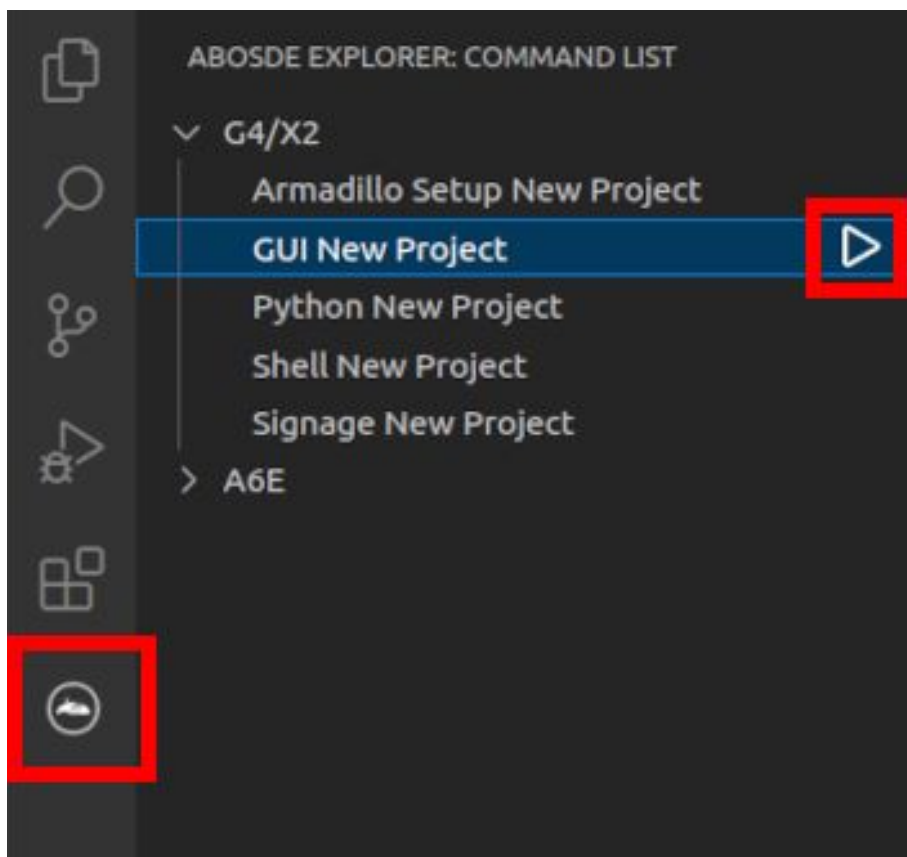 ABOSDE EXPLORER: COMMAND LIST
G4/X2
Armadillo Setup New Project
GUI New Project
Python New Project
Shell New Project
Signage New Project
A6E